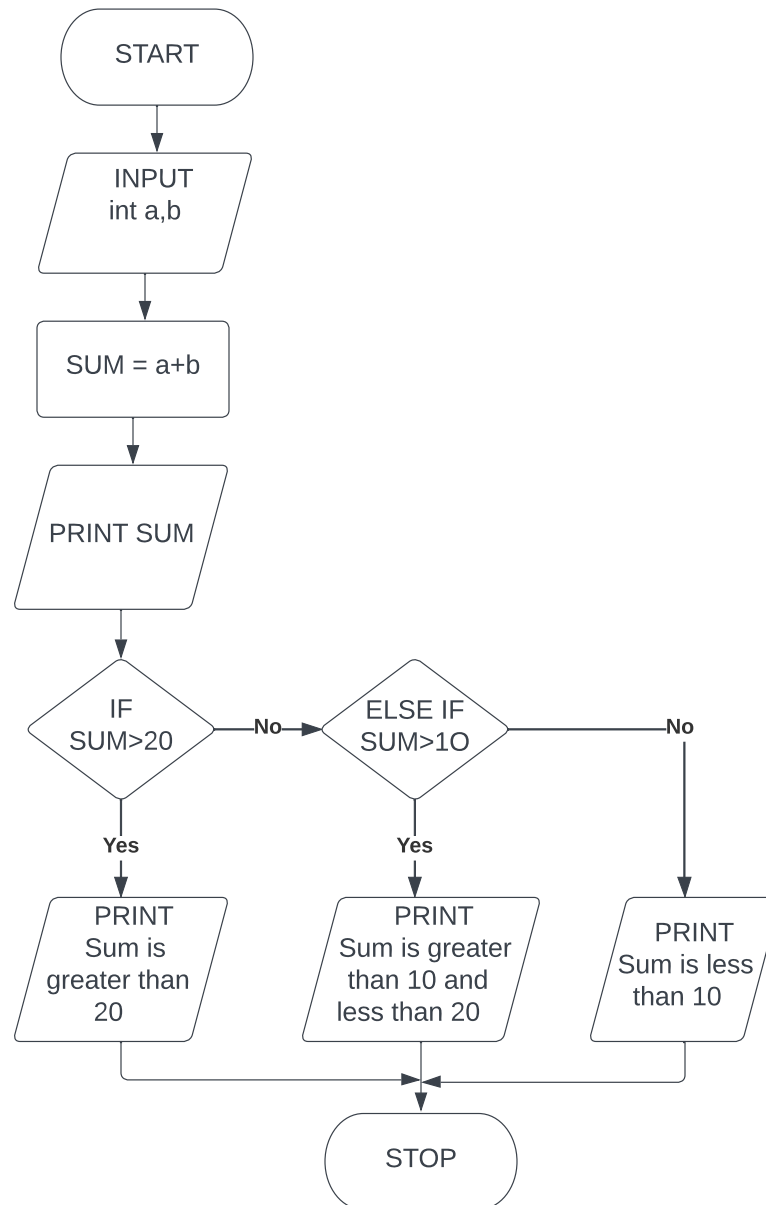 START
INPUT
int a,b
SUM = a+b
PRINT SUM
IF
SUM>20
No
ELSE IF
SUM>1O
No
Yes
Yes
PRINT
Sum is
greater than
20
PRINT
Sum is greater
than 10 and
less than 20
PRINT
Sum is less
than 10
STOP